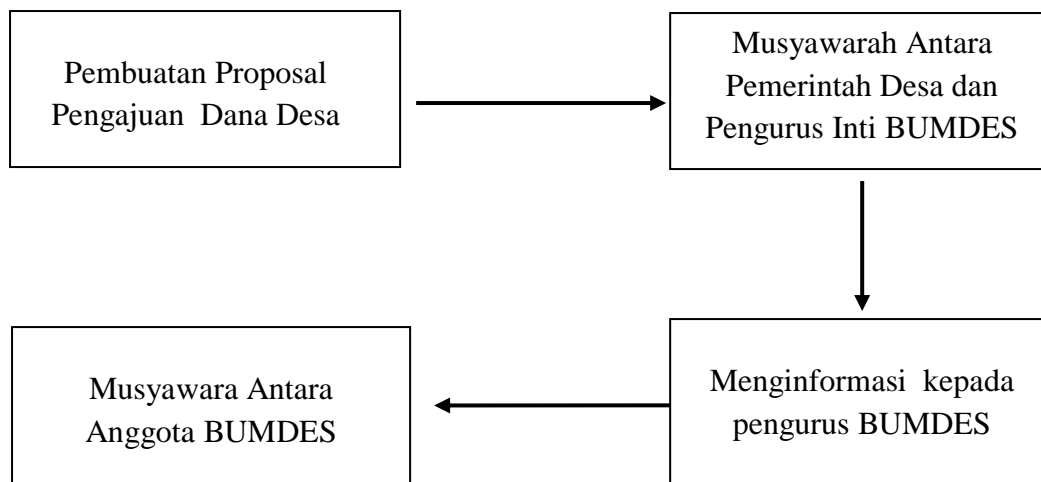 Pembuatan Proposal
Pengajuan Dana Desa
Musyawarah Antara
Pemerintah Desa dan
Pengurus Inti BUMDES
Menginformasi kepada
pengurus BUMDES
Musyawara Antara
Anggota BUMDES